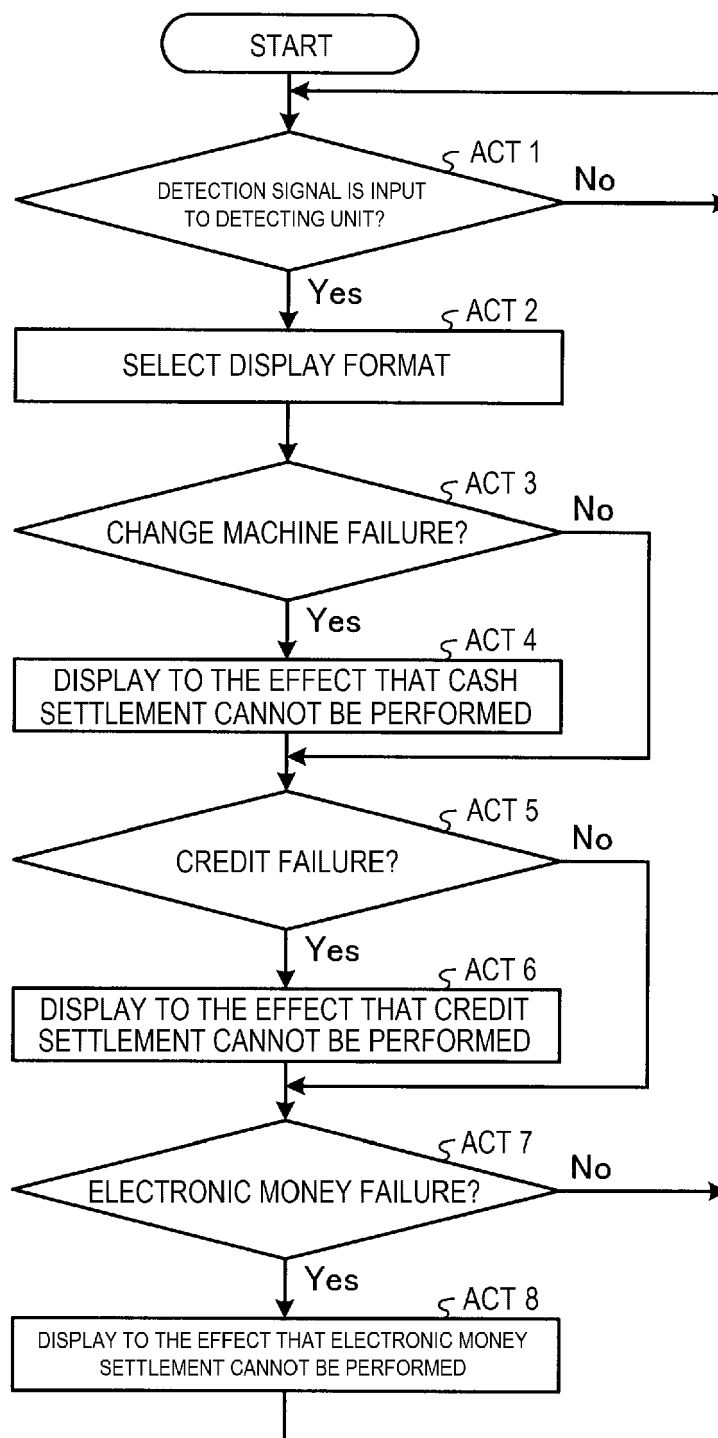 START
ACT 1
DETECTION SIGNAL IS INPUT
TO DETECTING UNIT?
No
Yes
ACT 2
SELECT DISPLAY FORMAT
ACT 3
CHANGE MACHINE FAILURE?
No
Yes
ACT 4
DISPLAY TO THE EFFECT THAT CASH
SETTLEMENT CANNOT BE PERFORMED
ACT 5
CREDIT FAILURE?
No
Yes
ACT 6
DISPLAY TO THE EFFECT THAT CREDIT
SETTLEMENT CANNOT BE PERFORMED
ACT 7
ELECTRONIC MONEY FAILURE?
No
Yes
ACT 8
DISPLAY TO THE EFFECT THAT ELECTRONIC MONEY
SETTLEMENT CANNOT BE PERFORMED